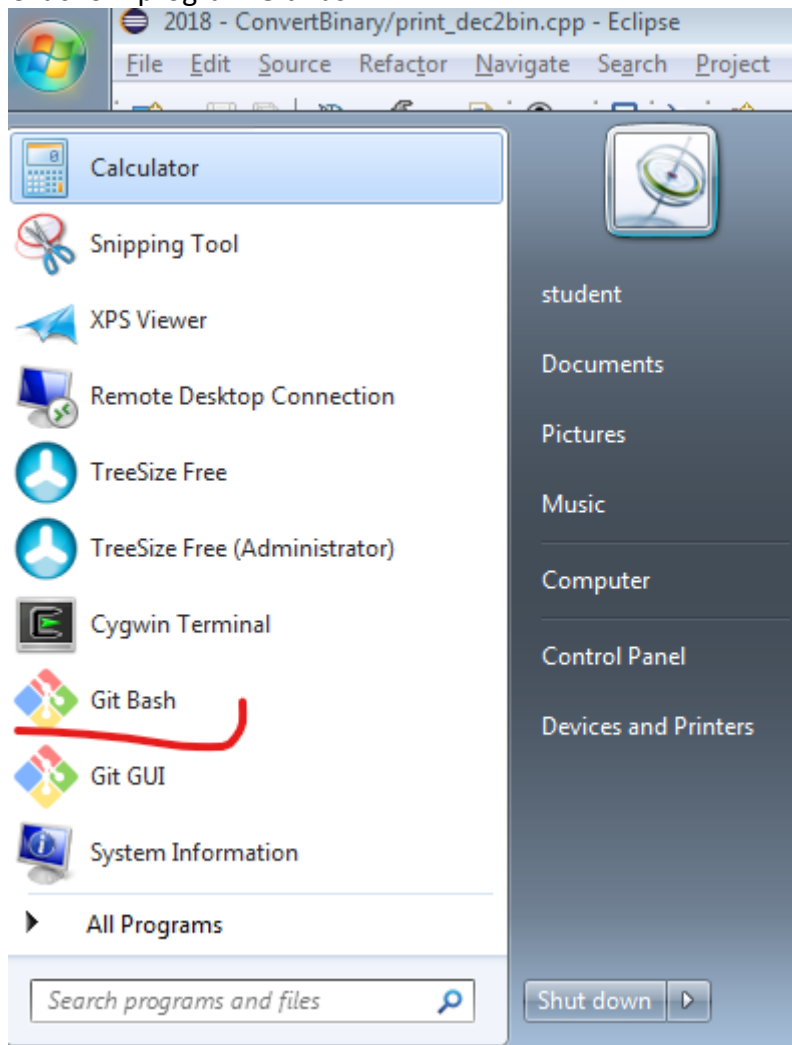 2018 - ConvertBinary/print_dec2bin.cpp - Eclipse
File Edit Source Refactor Navigate Search Project
Calculator
Snipping Tool
XPS Viewer
Remote Desktop Connection
TreeSize Free
TreeSize Free (Administrator)
Cygwin Terminal
Git Bash
Git GUI
System Information
All Programs
Search programs and files
student
Documents
Pictures
Music
Computer
Control Panel
Devices and Printers
Shut down